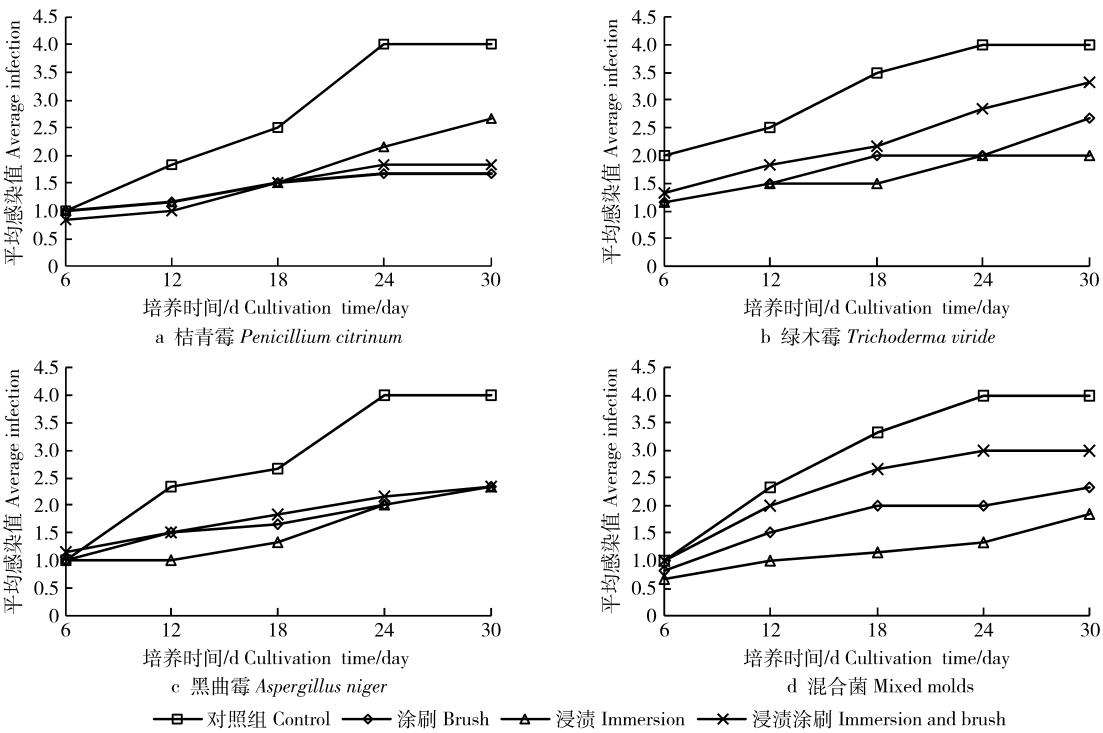 4.5
4.0
3.5
3.0
2.5
2.0
1.5
1.0
0.5
0
平均感染值 Average infection
6 12 18 24 30
培养时间/d Cultivation time/day
a 桔青霉 Penicillium citrinum
4.5
4.0
3.5
3.0
2.5
2.0
1.5
1.0
0.5
0
平均感染值 Average infection
6 12 18 24 30
培养时间/d Cultivation time/day
b 绿木霉 Trichoderma viride
4.5
4.0
3.5
3.0
2.5
2.0
1.5
1.0
0.5
0
平均感染值 Average infection
6 12 18 24 30
培养时间/d Cultivation time/day
c 黑曲霉 Aspergillus niger
4.5
4.0
3.5
3.0
2.5
2.0
1.5
1.0
0.5
0
平均感染值 Average infection
6 12 18 24 30
培养时间/d Cultivation time/day
d 混合菌 Mixed molds
对照组 Control 涂刷 Brush 浸渍 Immersion 浸渍涂刷 Immersion and brush